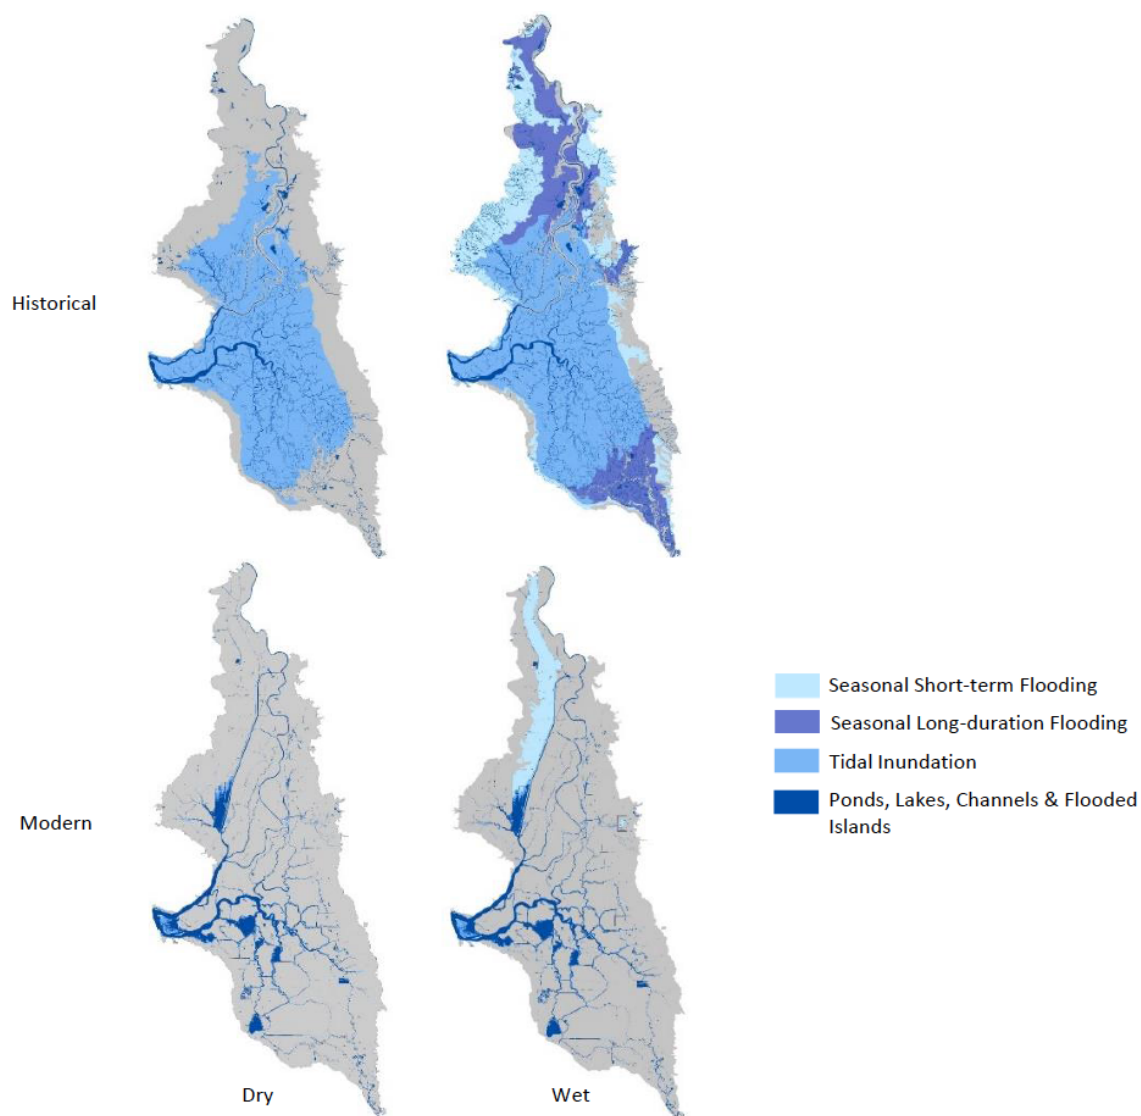 Historical
Seasonal Short-term Flooding
Seasonal Long-duration Flooding
Tidal Inundation
Ponds, Lakes, Channels & Flooded
Islands
Modern
Dry
Wet